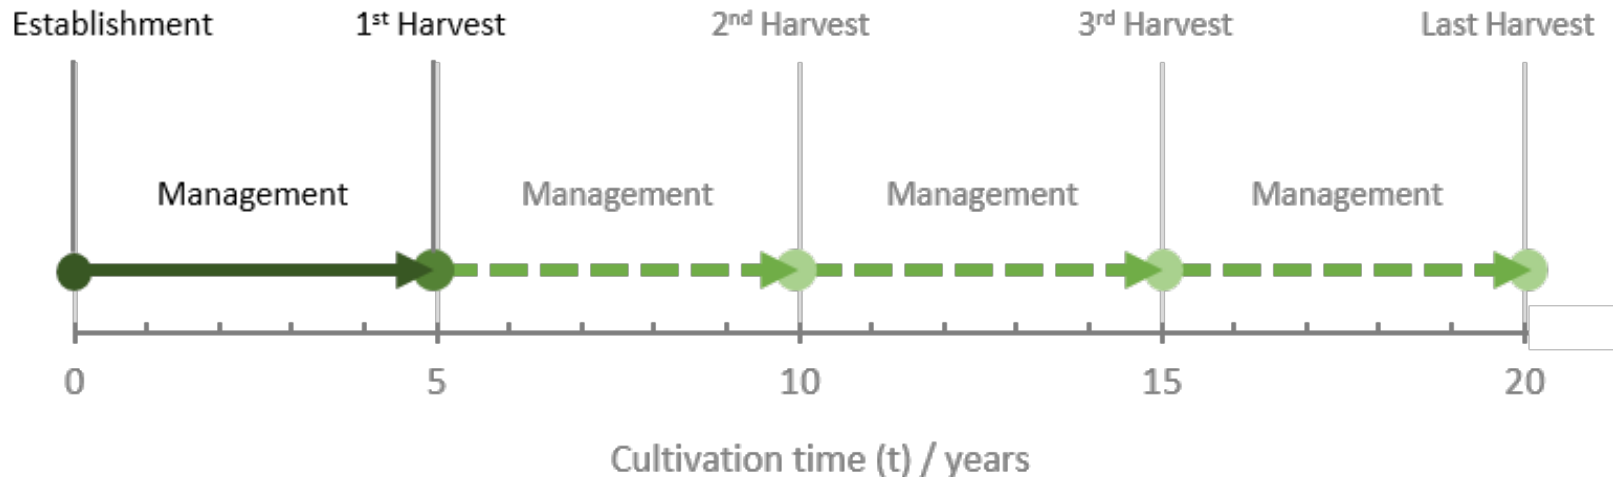 Establishment 1st Harvest 2nd Harvest 3rd Harvest Last Harvest
Management Management Management Management
0 5 10 15 20
Cultivation time (t) / years